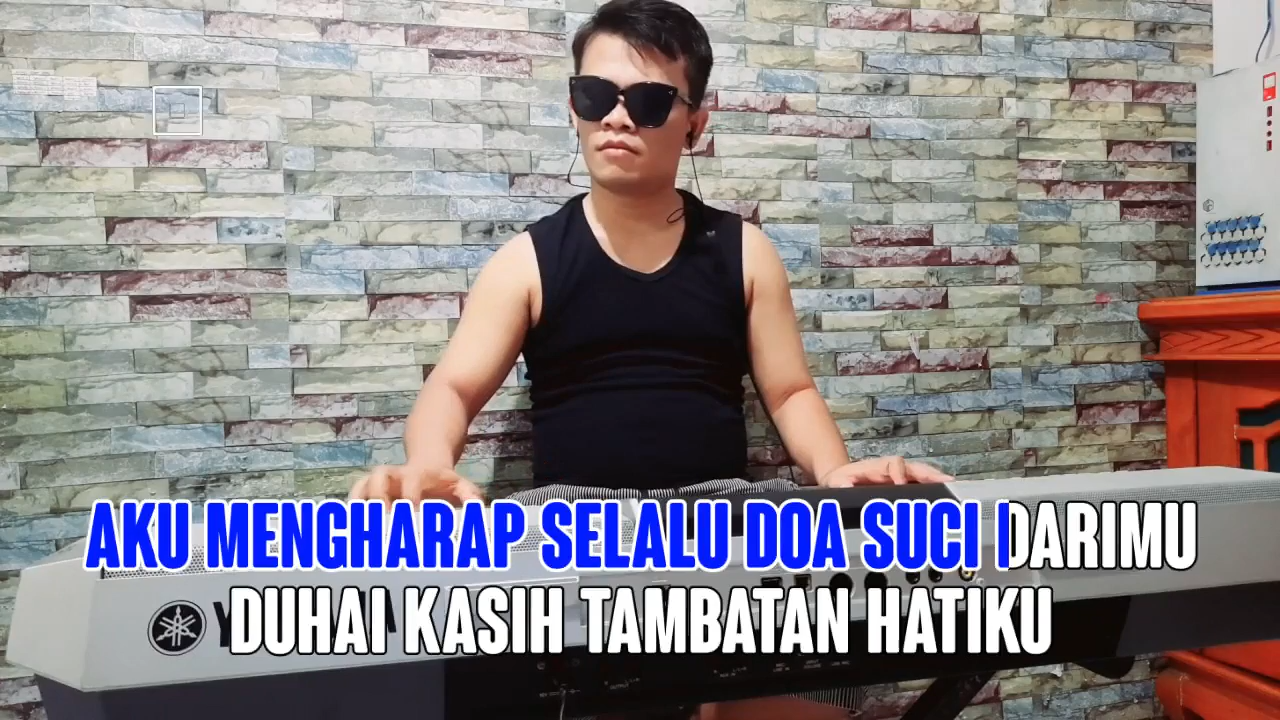 AKU MENGHARAP SELALU DOA SUCI DARIMU
DUHAI KASIH TAMBATAN HATIKU